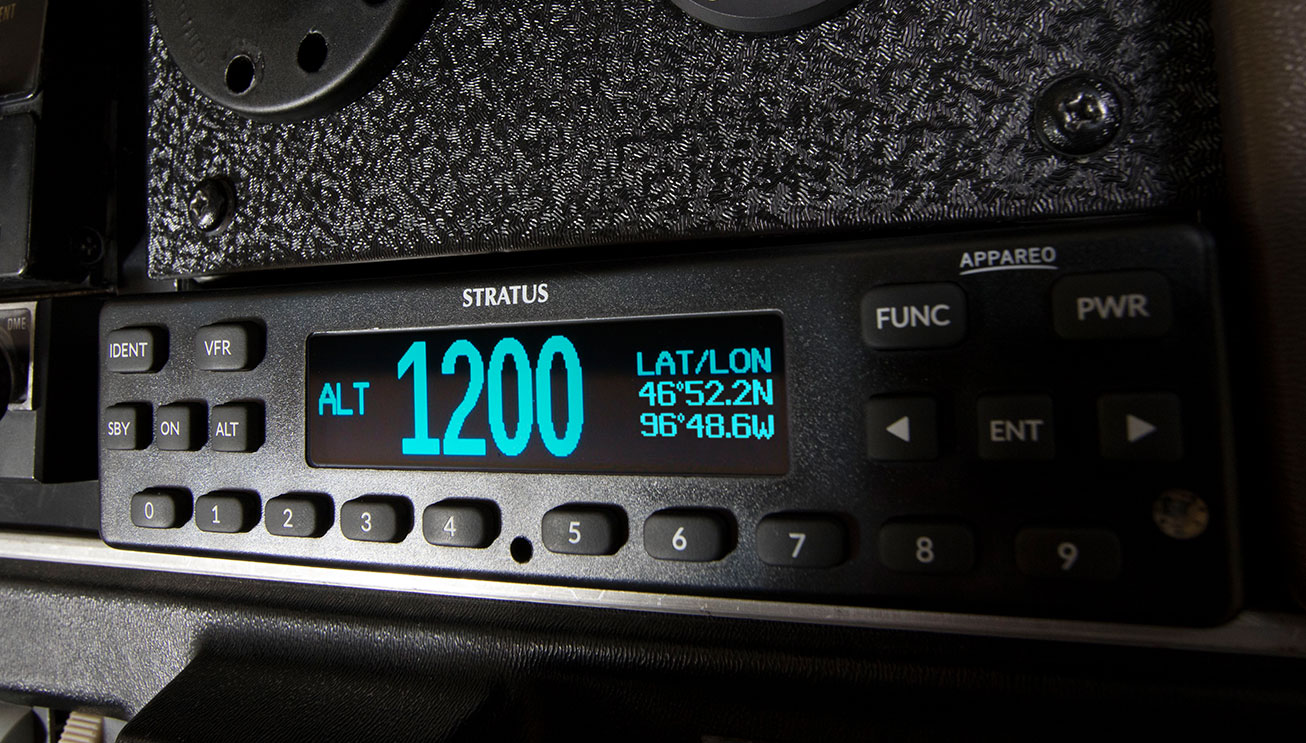 DME
APPAREO
STRATUS
FUNC
PWR
IDENT
VFR
ALT
1200
LAT/LON
46°52.2N
96°48.6W
SBY
ON
ALT
ENT
0
1
2
3
4
5
6
7
8
9